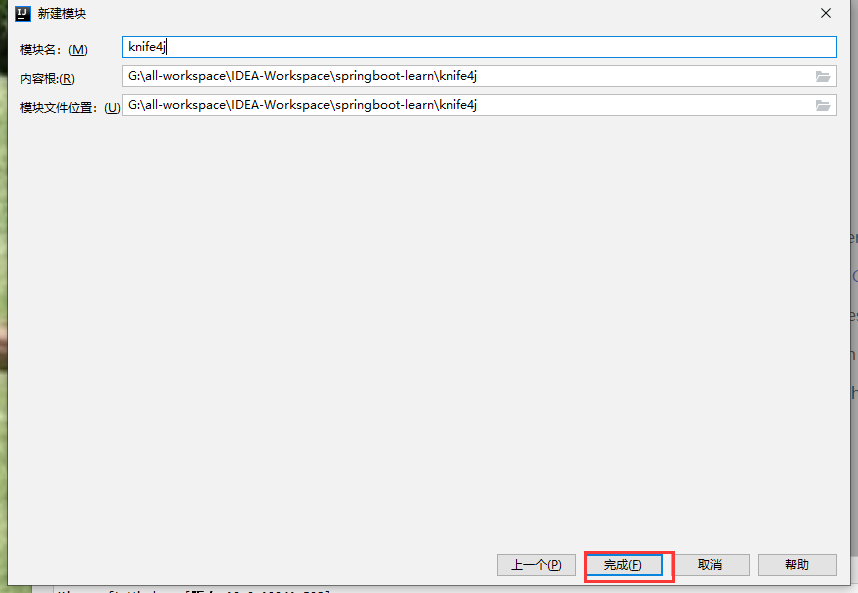 新建模块
模块名：(M) knife4j
内容根:(R) G:\all-workspace\IDEA-Workspace\springboot-learn\knife4j
模块文件位置：(U) G:\all-workspace\IDEA-Workspace\springboot-learn\knife4j
上一个(P) 完成(F) 取消 帮助